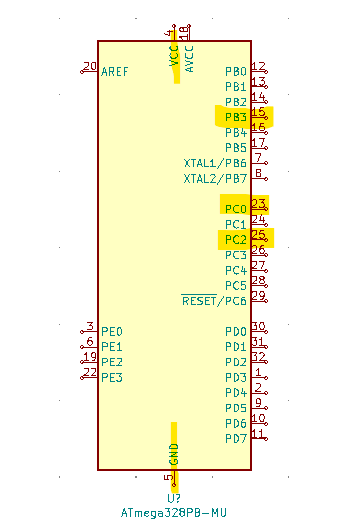 4
18
VCC
AVCC
20 AREF
PB0 12
PB1 13
PB2 14
PB3 15
PB4 16
PB5 17
XTAL1/PB6 7
XTAL2/PB7 8
PC0 23
PC1 24
PC2 25
PC3 26
PC4 27
PC5 28
RESET/PC6 29
3 PE0
PD0 30
6 PE1
PD1 31
19 PE2
PD2 32
22 PE3
PD3 1
PD4 2
PD5 9
PD6 10
PD7 11
GND
5
U?
ATmega328PB-MU